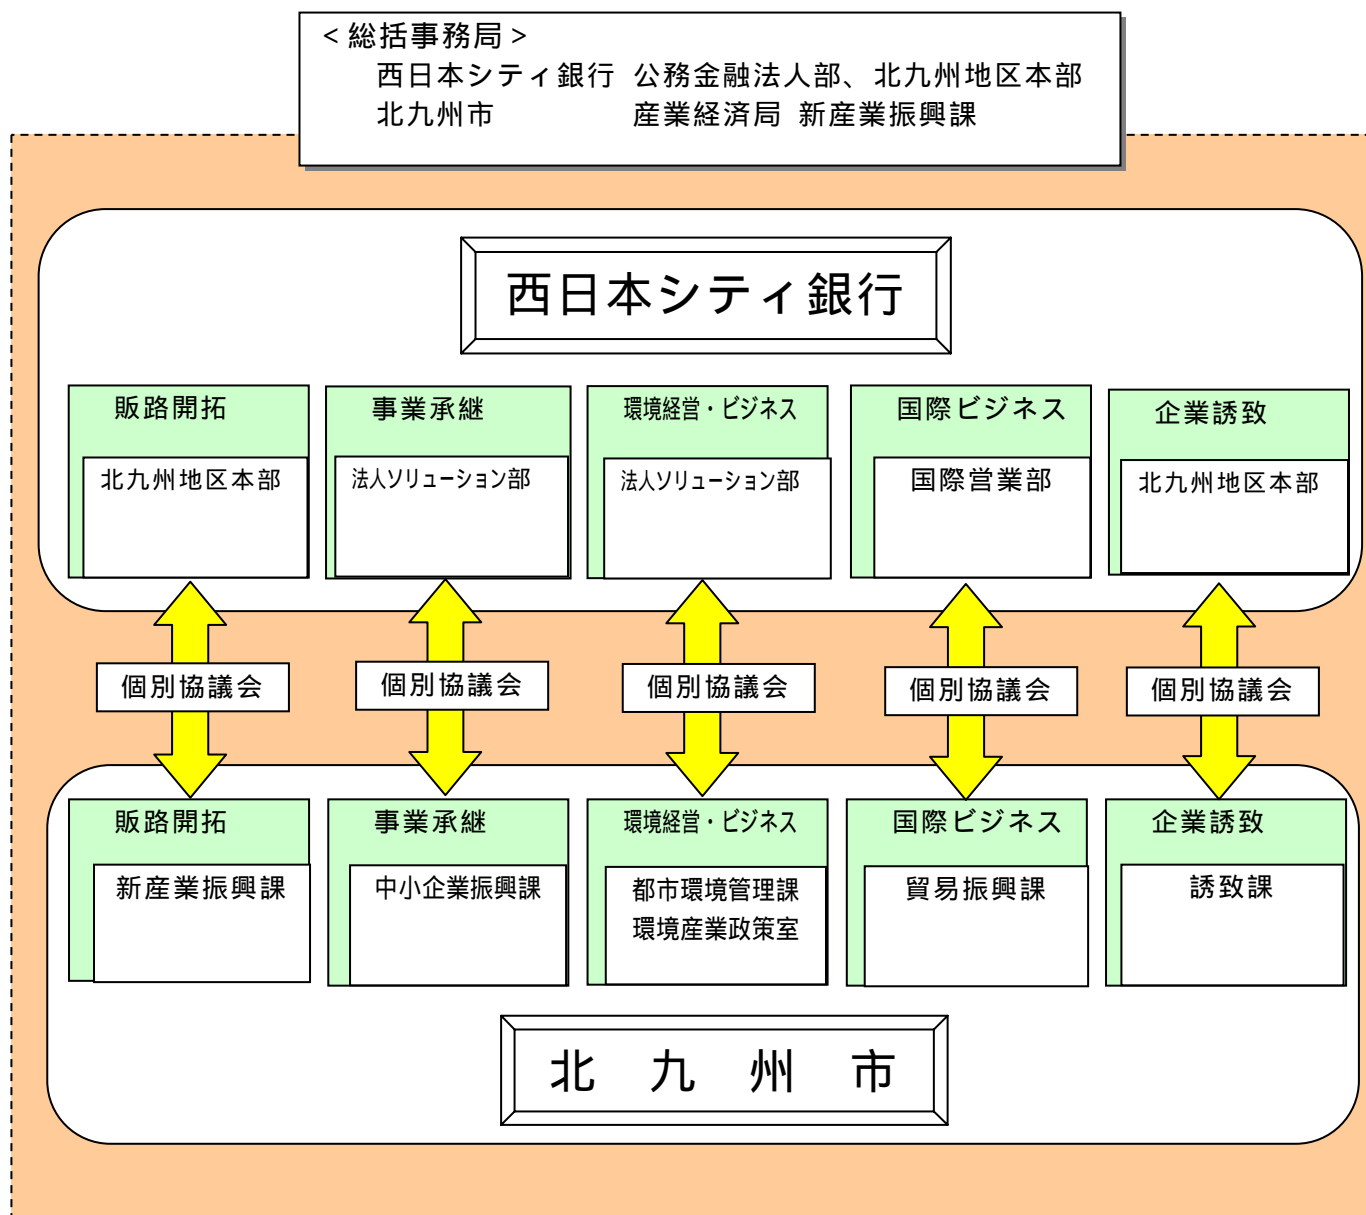 ＜総括事務局＞
西日本シティ銀行 公務金融法人部、北九州地区本部
北九州市 産業経済局 新産業振興課
西日本シティ銀行
販路開拓
北九州地区本部
事業承継
法人ソリューション部
環境経営・ビジネス
法人ソリューション部
国際ビジネス
国際営業部
企業誘致
北九州地区本部
個別協議会
個別協議会
個別協議会
個別協議会
個別協議会
販路開拓
新産業振興課
事業承継
中小企業振興課
環境経営・ビジネス
都市環境管理課
環境産業政策室
国際ビジネス
貿易振興課
企業誘致
誘致課
北 九 州 市